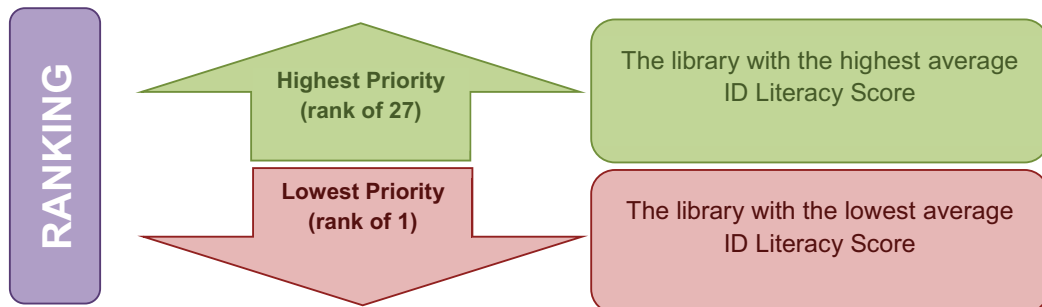 RANKING
Highest Priority
(rank of 27)
The library with the highest average
ID Literacy Score
Lowest Priority
(rank of 1)
The library with the lowest average
ID Literacy Score